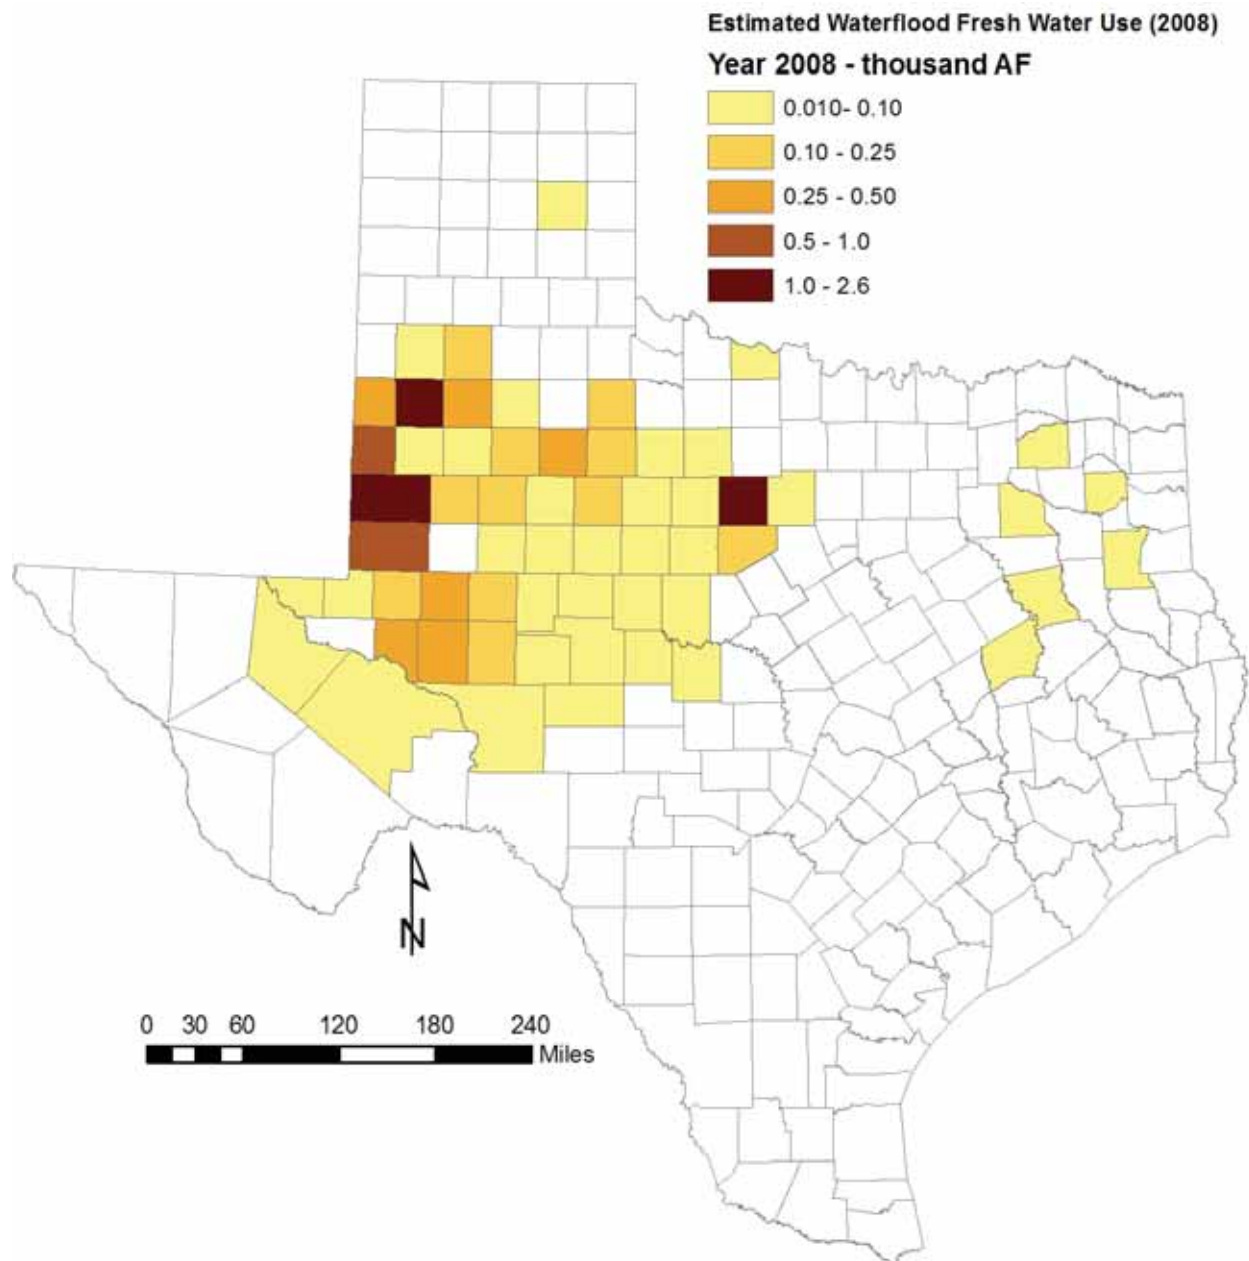 Estimated Waterflood Fresh Water Use (2008)
Year 2008 - thousand AF
0.010- 0.10
0.10 - 0.25
0.25 - 0.50
0.5 - 1.0
1.0 - 2.6
N
0 30 60 120 180 240
Miles